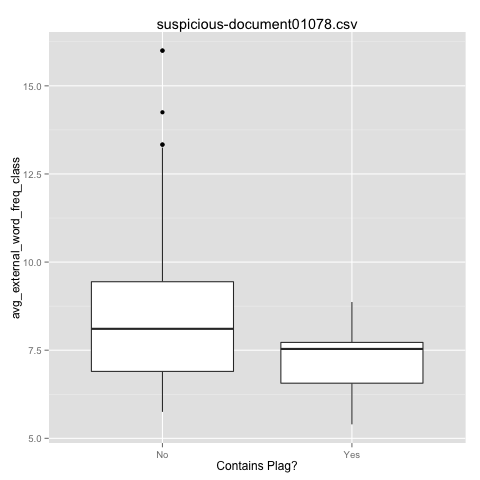 suspicious-document01078.csv
avg_external_word_freq_class
15.0
12.5
10.0
7.5
5.0
No
Yes
Contains Plag?